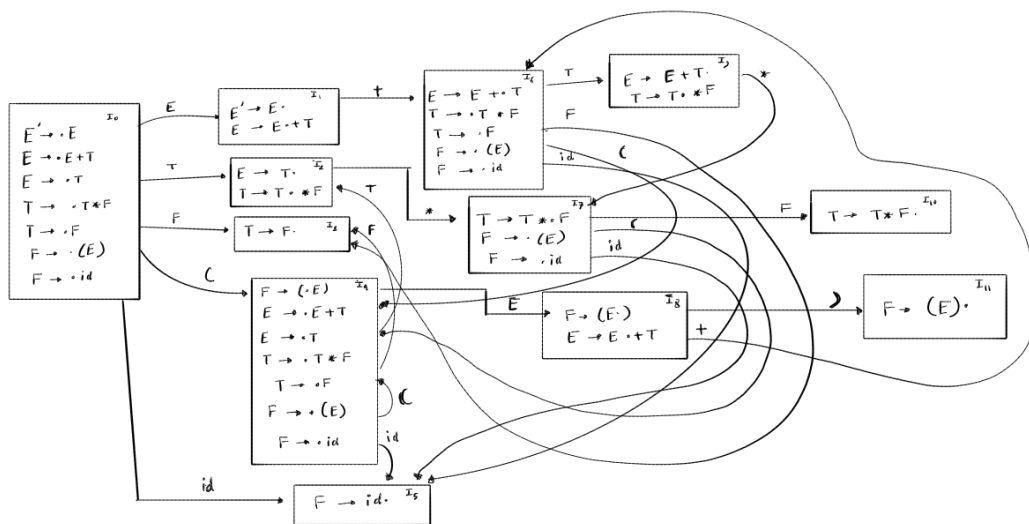 I₀
E' → ·E
E → ·E+T
E → ·T
T → ·T*F
T → ·F
F → ·(E)
F → ·id
E
I₁
E' → E·
E → E·+T
+
T
I₂
E → T·
T → T·*F
*
F
I₃
T → F·
(
I₄
F → (·E)
E → ·E+T
E → ·T
T → ·T*F
T → ·F
F → ·(E)
F → ·id
T
F
(
id
E
id
I₅
F → id·
I₆
E → E+·T
T → ·T*F
T → ·F
F → ·(E)
F → ·id
T
F
(
id
I₉
E → E+T·
T → T·*F
*
I₇
T → T*·F
F → ·(E)
F → ·id
F
(
id
I₁₀
T → T*F·
I₈
F → (E·)
E → E·+T
)
+
I₁₁
F → (E)·